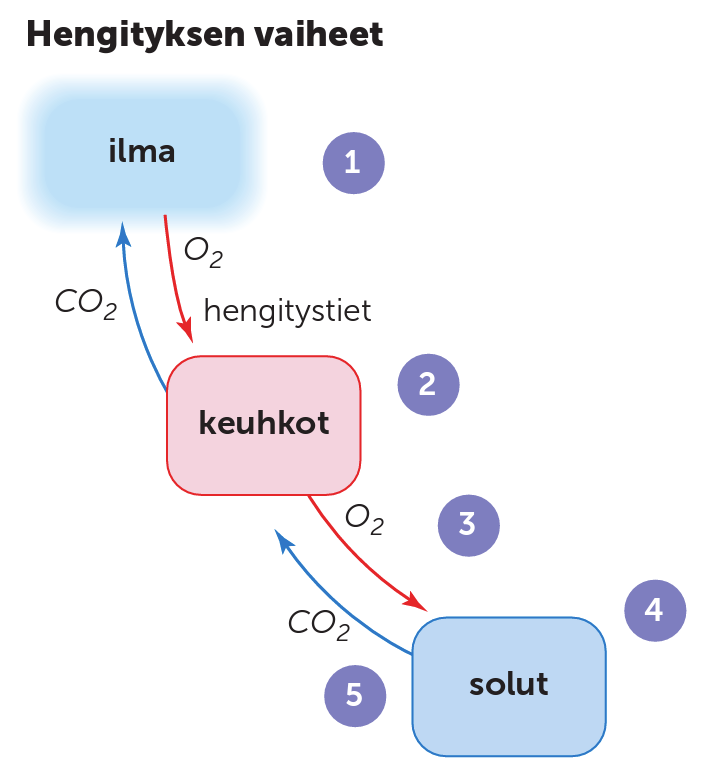 Hengityksen vaiheet
ilma
1
O₂
CO₂
hengitystiet
2
keuhkot
O₂
3
CO₂
4
solut
5